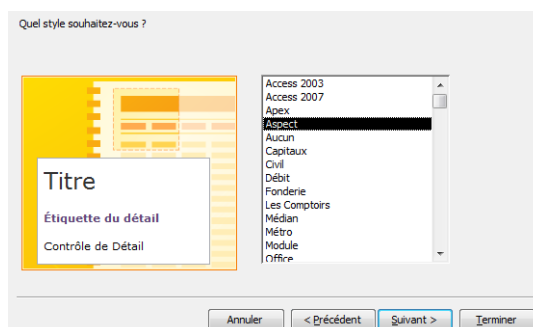 Quel style souhaitez-vous ?
Titre
Étiquette du détail
Contrôle de Détail
Access 2003
Access 2007
Apex
Aspect
Aucun
Capitaux
Civil
Débit
Fonderie
Les Comptoirs
Médian
Métro
Module
Office
Annuler
< Précédent
Suivant >
Terminer